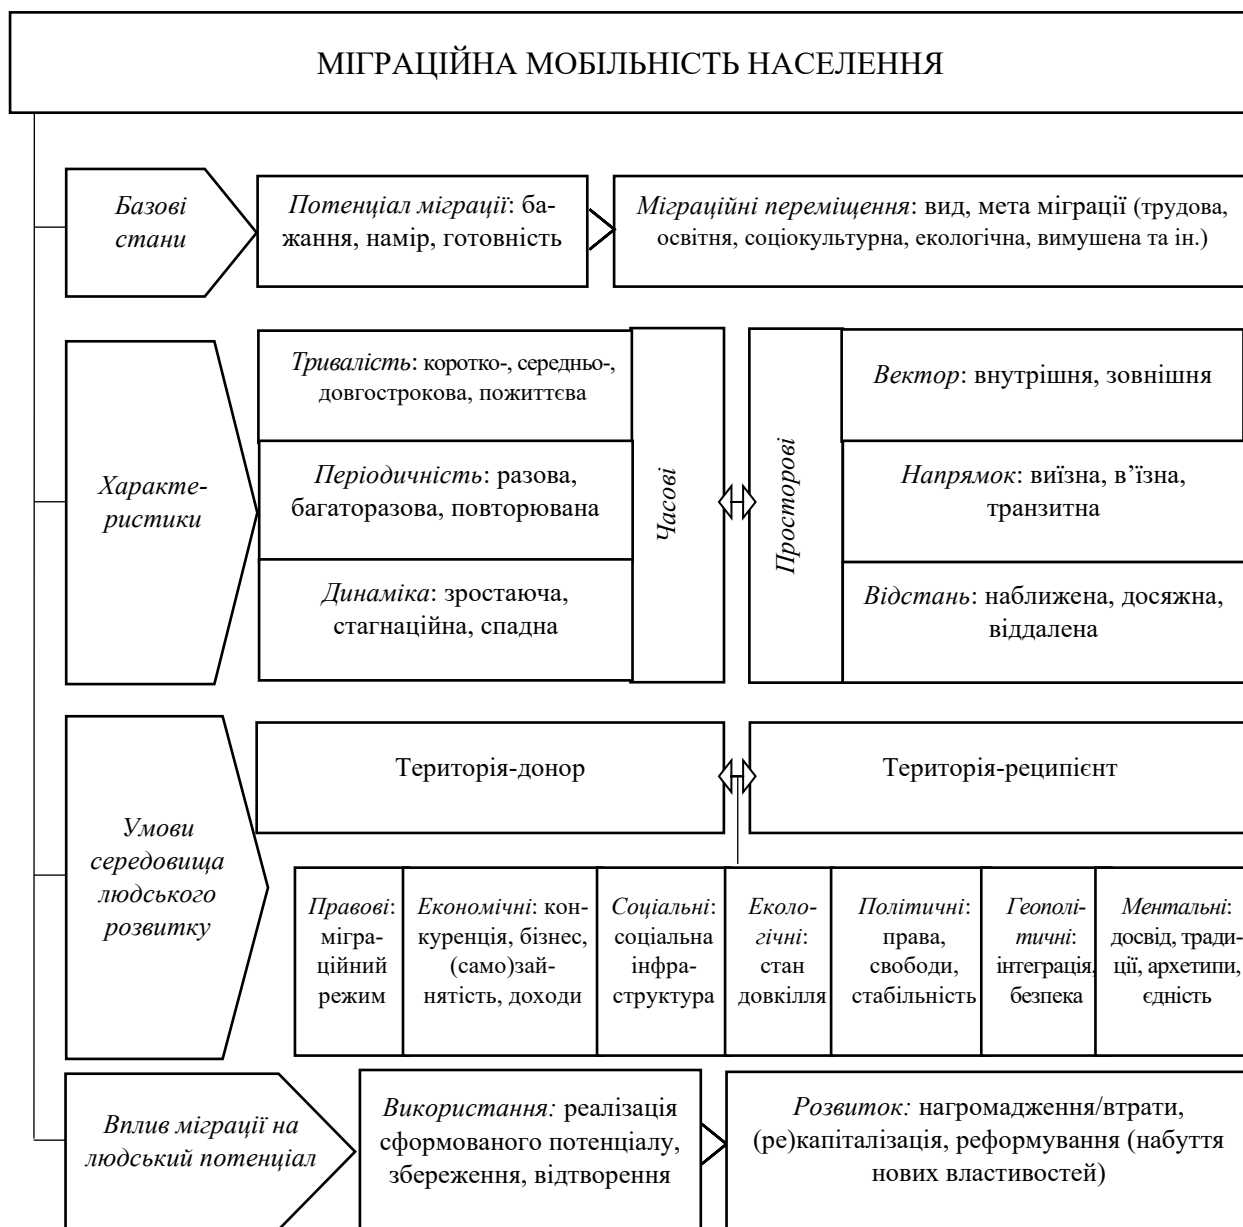 МІГРАЦІЙНА МОБІЛЬНІСТЬ НАСЕЛЕННЯ
Базові
стани
Потенціал міграції: ба-
жання, намір, готовність
Міграційні переміщення: вид, мета міграції (трудова,
освітня, соціокультурна, екологічна, вимушена та ін.)
Характе-
ристики
Тривалість: коротко-, середньо-,
довгострокова, пожиттєва
Періодичність: разова,
багаторазова, повторювана
Динаміка: зростаюча,
стагнаційна, спадна
Часові
Просторові
Вектор: внутрішня, зовнішня
Напрямок: виїзна, в’їзна,
транзитна
Відстань: наближена, досяжна,
віддалена
Умови
середовища
людського
розвитку
Територія-донор
Територія-реципієнт
Правові:
мігра-
ційний
режим
Економічні: кон-
куренція, бізнес,
(само)зай-
нятість, доходи
Соціальні:
соціальна
інфра-
структура
Еколо-
гічні:
стан
довкілля
Політичні:
права,
свободи,
стабільність
Геополі-
тичні:
інтеграція,
безпека
Ментальні:
досвід, тради-
ції, архетипи,
єдність
Вплив міграції на
людський потенціал
Використання: реалізація
сформованого потенціалу,
збереження, відтворення
Розвиток: нагромадження/втрати,
(ре)капіталізація, реформування (набуття
нових властивостей)